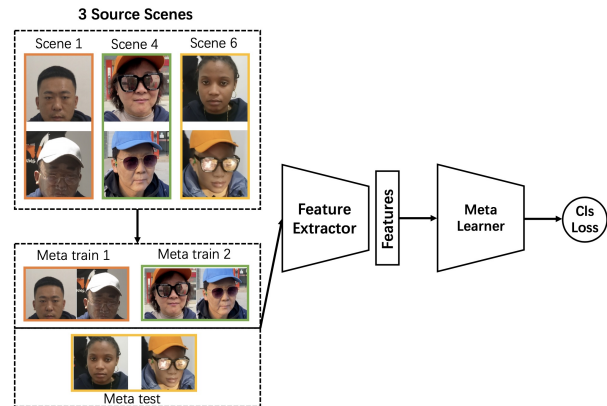 3 Source Scenes
Scene 1
Scene 4
Scene 6
Meta train 1
Meta train 2
Meta test
Feature
Extractor
Features
Meta
Learner
Cls
Loss